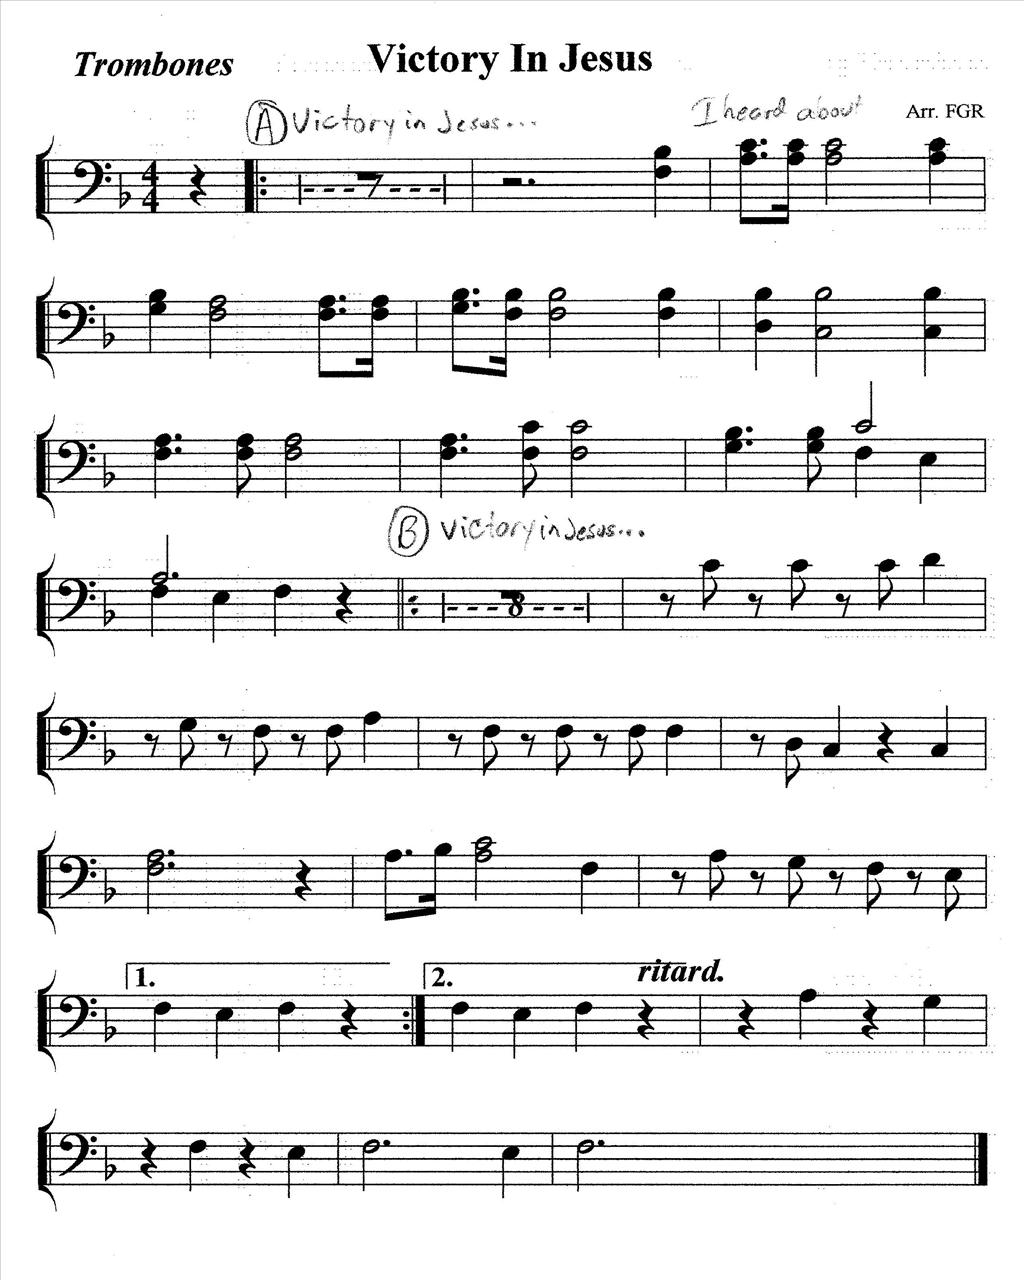 Trombones
Victory In Jesus
Ⓐ Victory in Jesus...
I heard about
Arr. FGR
4
4
7
Ⓑ Victory in Jesus...
8
1.
2.
ritard.